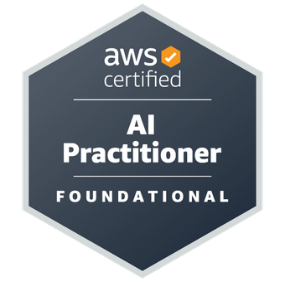 aws
certified
AI
Practitioner
FOUNDATIONAL